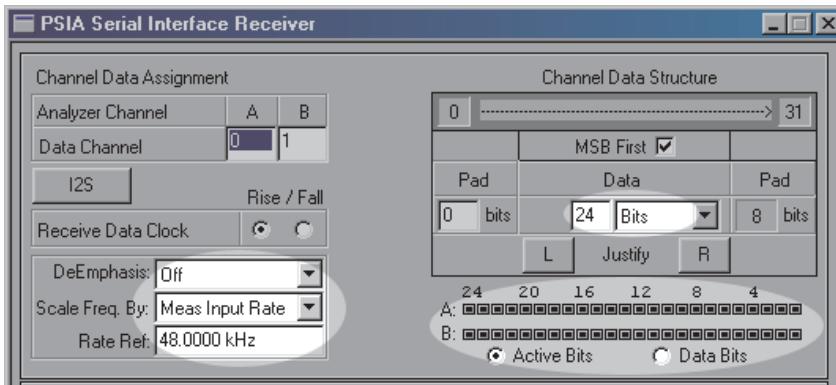 PSIA Serial Interface Receiver
Channel Data Assignment
Analyzer Channel A B
Data Channel 0 1
I2S
Rise / Fall
Receive Data Clock
DeEmphasis: Off
Scale Freq. By: Meas Input Rate
Rate Ref: 48.0000 kHz
Channel Data Structure
0 31
MSB First
Pad Data Pad
0 bits 24 Bits 8 bits
L Justify R
24 20 16 12 8 4
A:
B:
Active Bits Data Bits